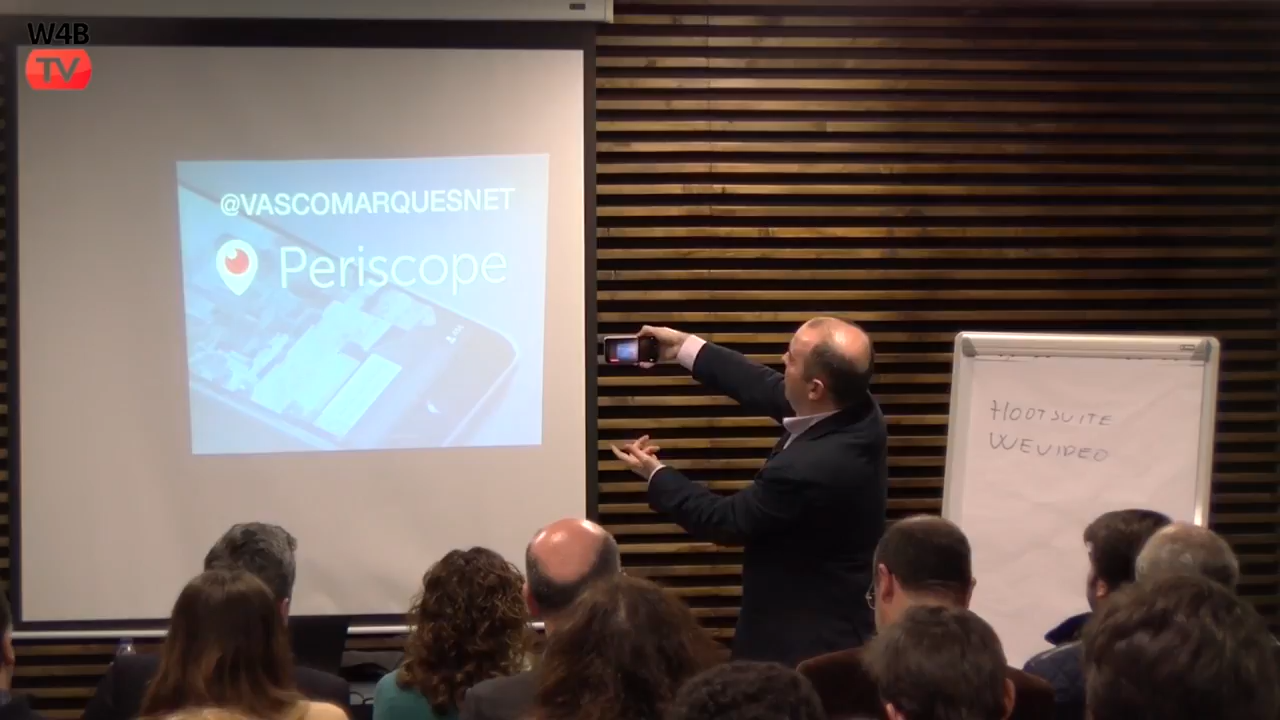 W4B
TV
@VASCOMARQUESNET
Periscope
HOOTSUITE
WEVIDEO